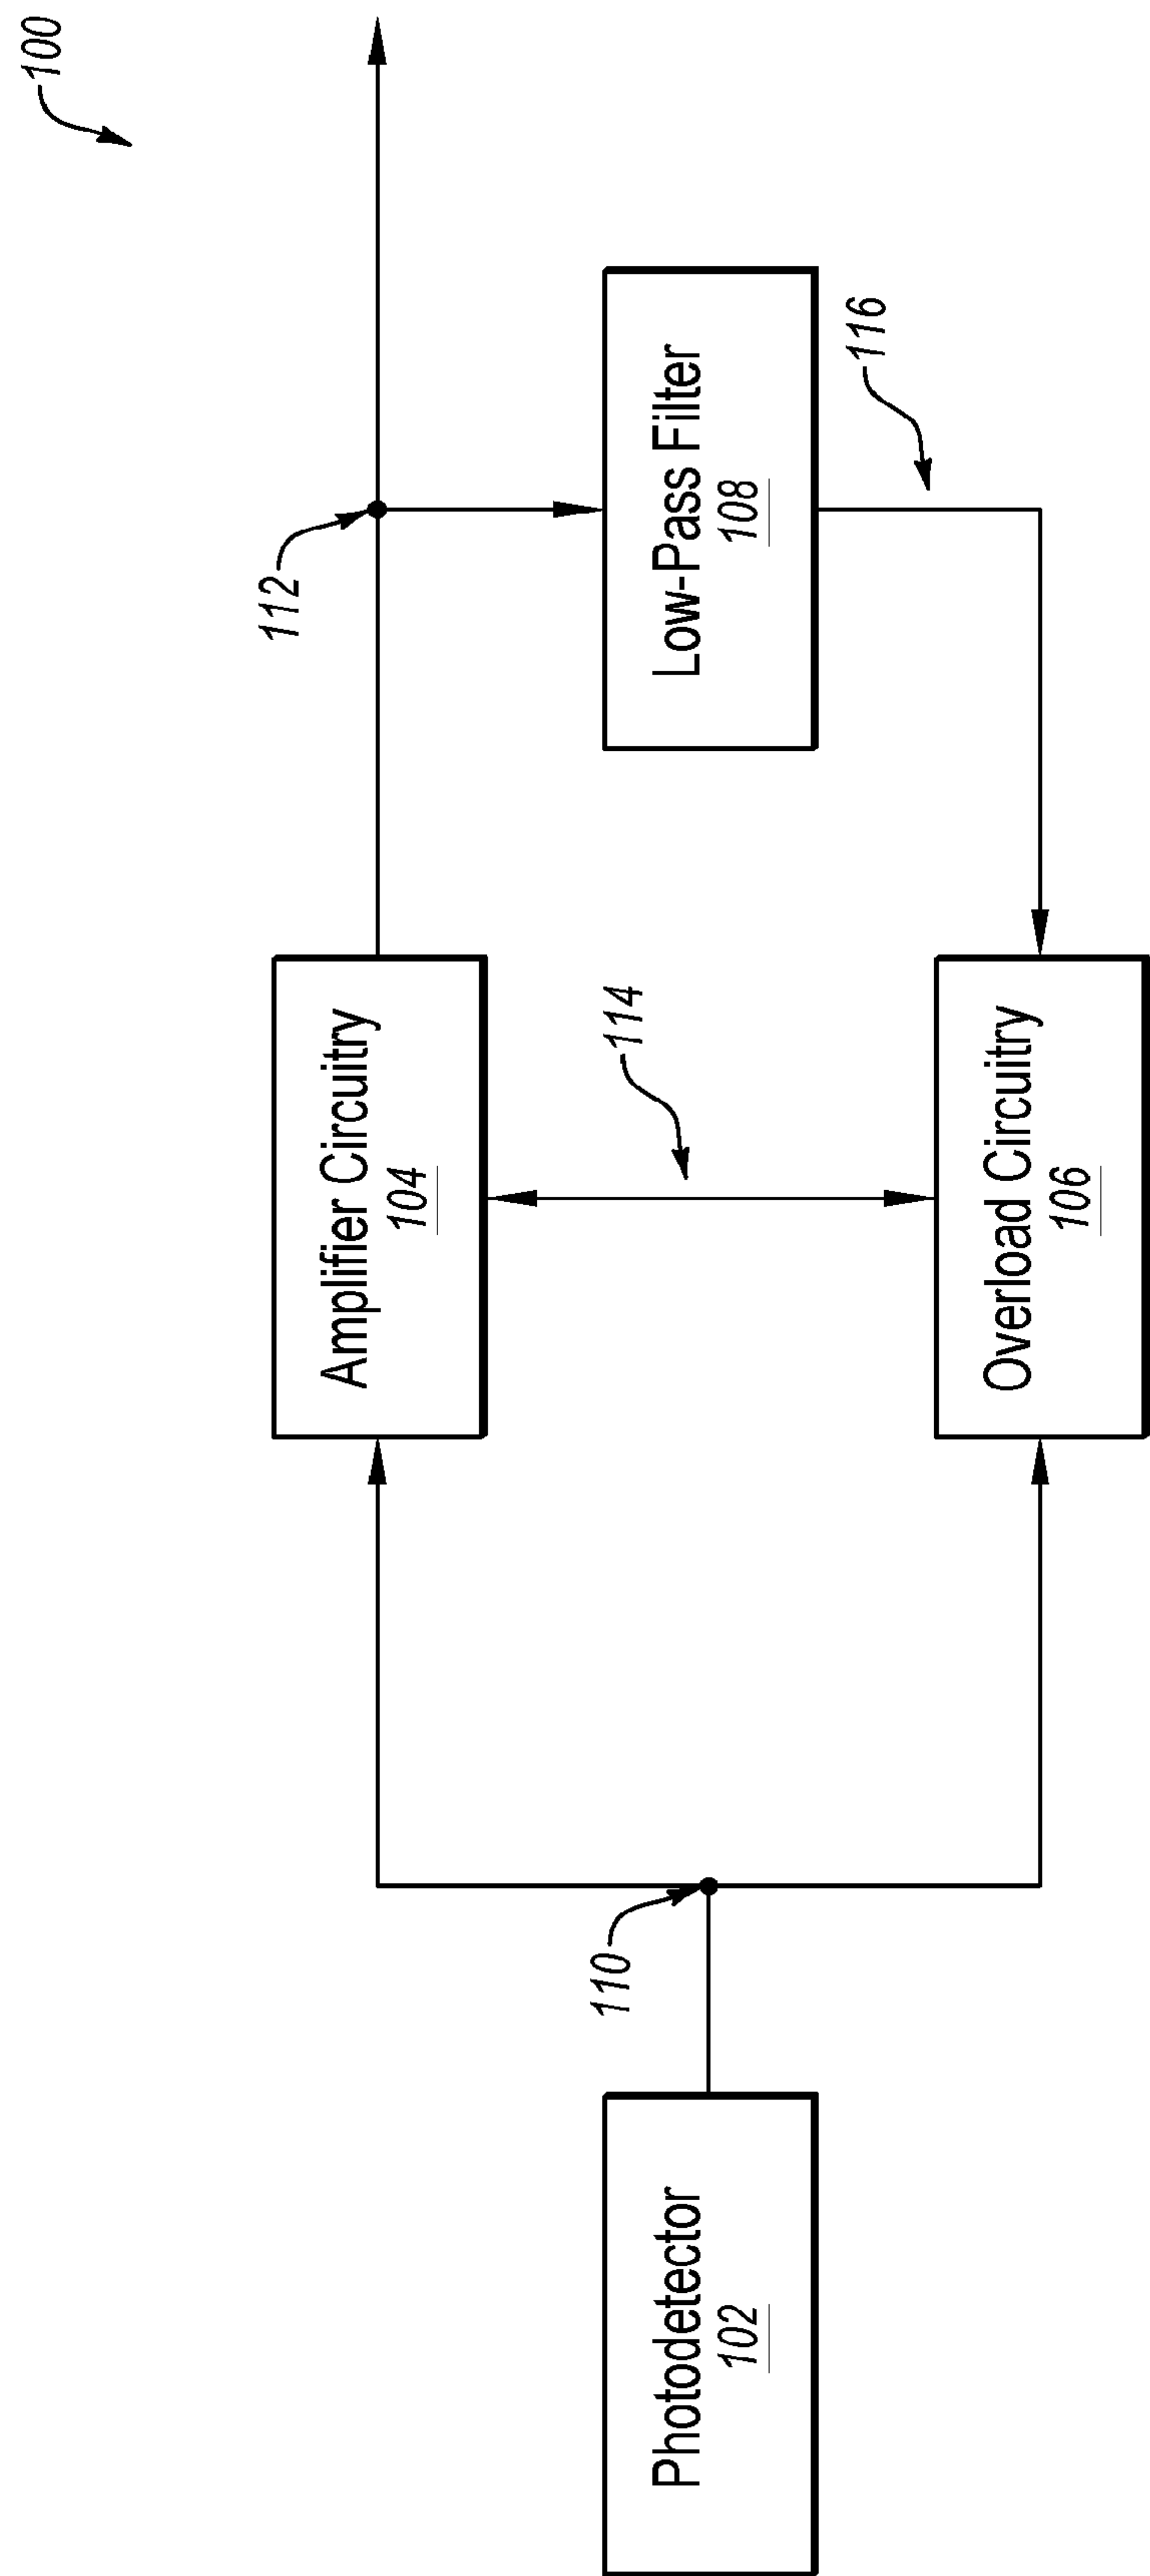 100
112
Amplifier Circuitry
104
Low-Pass Filter
108
110
114
116
Photodetector
102
Overload Circuitry
106